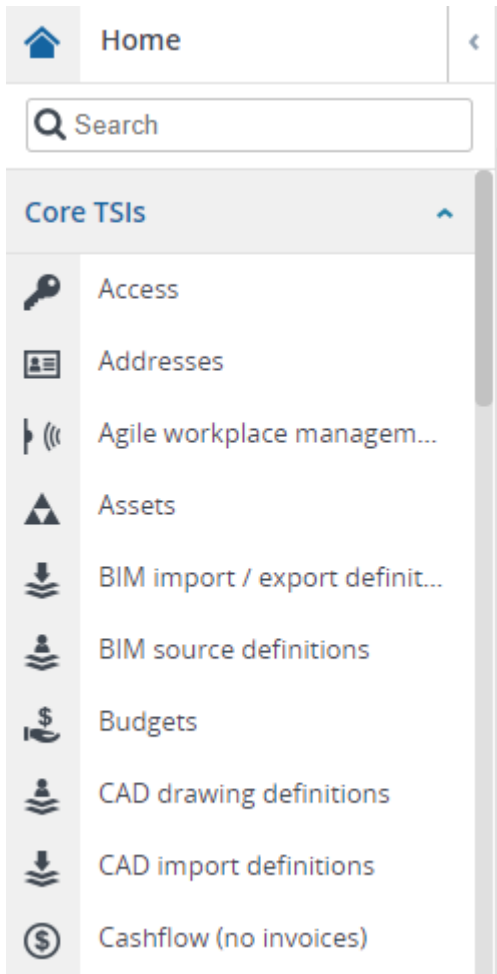 Home
Search
Core TSIs
Access
Addresses
Agile workplace managem...
Assets
BIM import / export definit...
BIM source definitions
Budgets
CAD drawing definitions
CAD import definitions
Cashflow (no invoices)